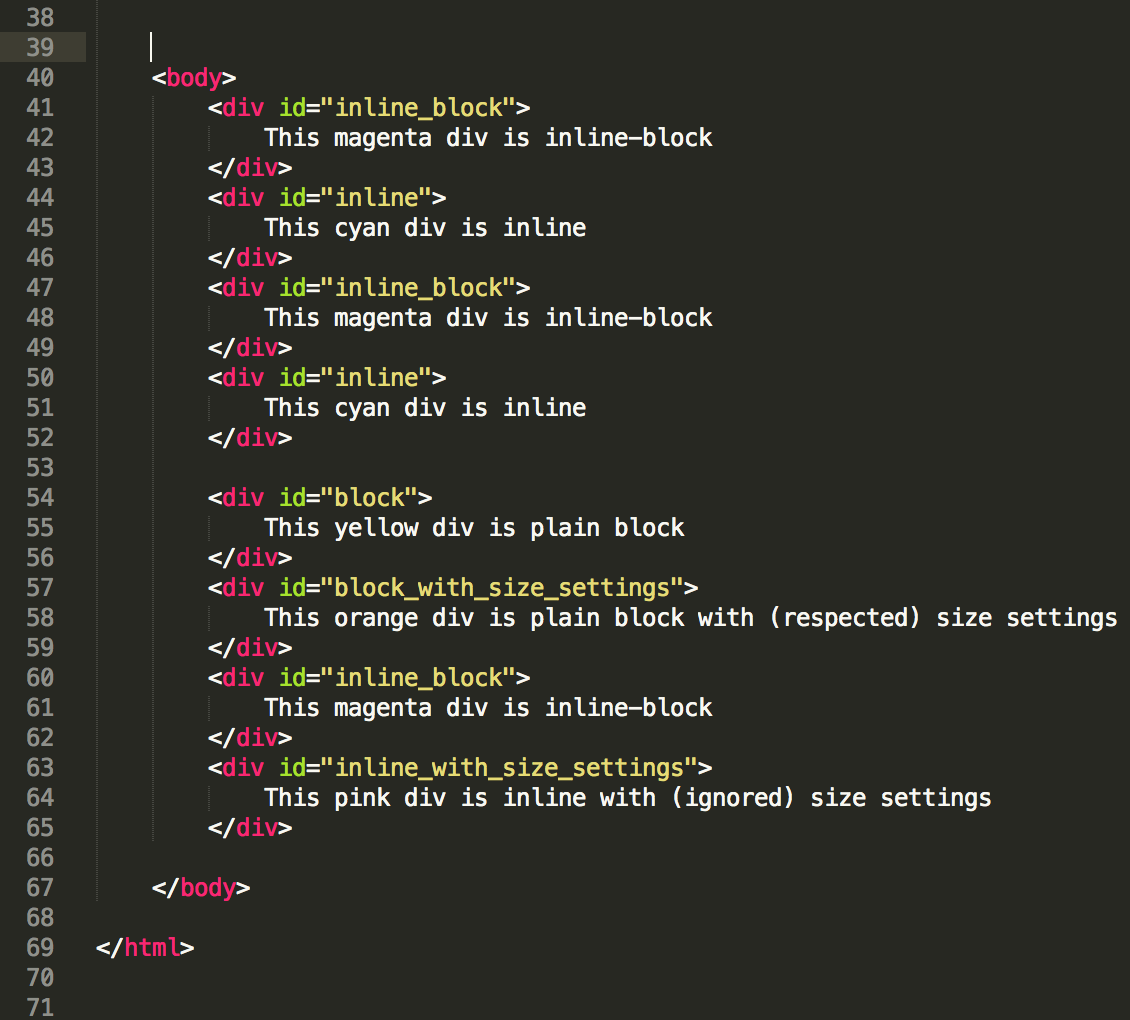 38
39
40 <body>
41 <div id="inline_block">
42 This magenta div is inline-block
43 </div>
44 <div id="inline">
45 This cyan div is inline
46 </div>
47 <div id="inline_block">
48 This magenta div is inline-block
49 </div>
50 <div id="inline">
51 This cyan div is inline
52 </div>
53
54 <div id="block">
55 This yellow div is plain block
56 </div>
57 <div id="block_with_size_settings">
58 This orange div is plain block with (respected) size settings
59 </div>
60 <div id="inline_block">
61 This magenta div is inline-block
62 </div>
63 <div id="inline_with_size_settings">
64 This pink div is inline with (ignored) size settings
65 </div>
66
67 </body>
68
69 </html>
70
71